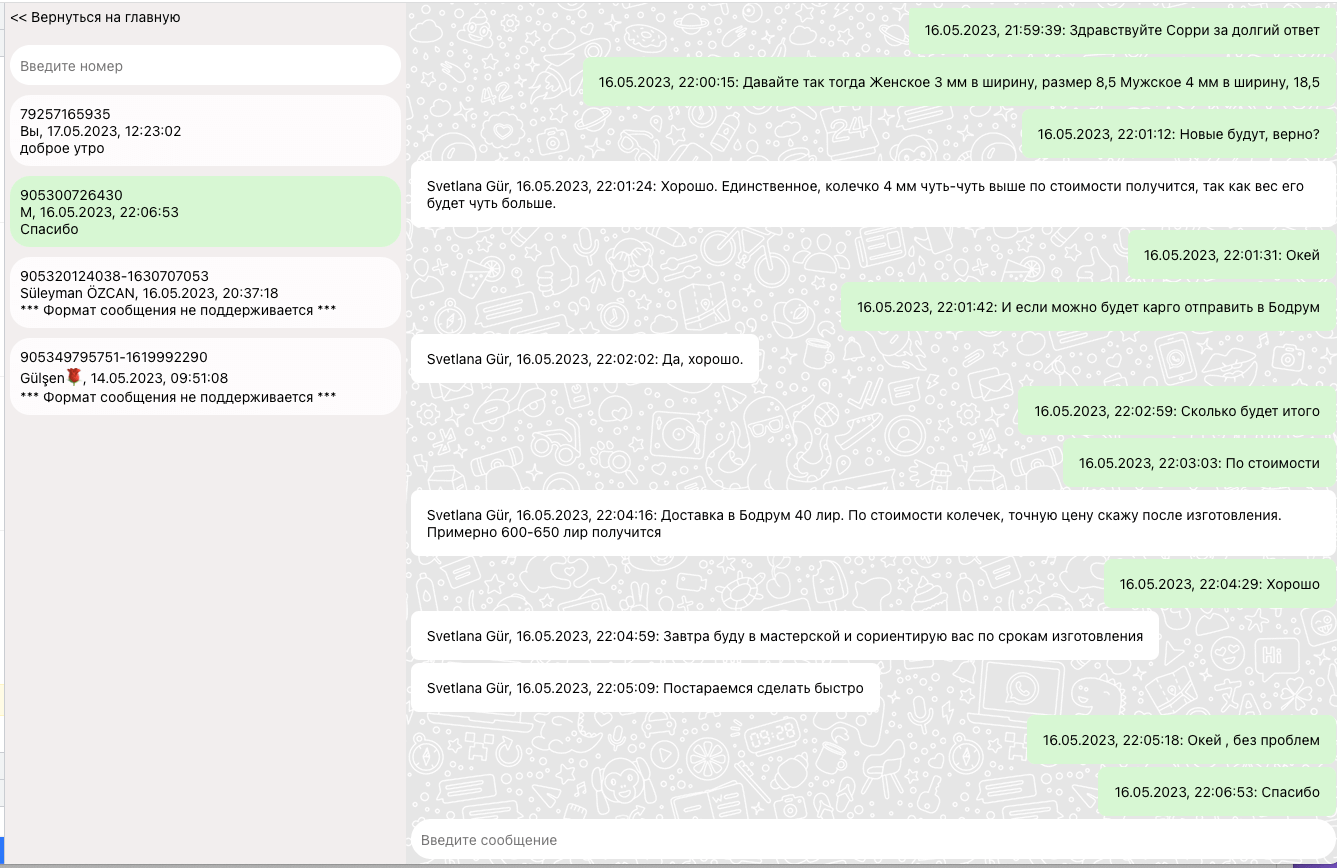 << Вернуться на главную
Введите номер
79257165935
Вы, 17.05.2023, 12:23:02
доброе утро
905300726430
М, 16.05.2023, 22:06:53
Спасибо
905320124038-1630707053
Süleyman ÖZCAN, 16.05.2023, 20:37:18
*** Формат сообщения не поддерживается ***
905349795751-1619992290
Gülşen🌹, 14.05.2023, 09:51:08
*** Формат сообщения не поддерживается ***
16.05.2023, 21:59:39: Здравствуйте Сорри за долгий ответ
16.05.2023, 22:00:15: Давайте так тогда Женское 3 мм в ширину, размер 8,5 Мужское 4 мм в ширину, 18,5
16.05.2023, 22:01:12: Новые будут, верно?
Svetlana Gür, 16.05.2023, 22:01:24: Хорошо. Единственное, колечко 4 мм чуть-чуть выше по стоимости получится, так как вес его
будет чуть больше.
16.05.2023, 22:01:31: Окей
16.05.2023, 22:01:42: И если можно будет карго отправить в Бодрум
Svetlana Gür, 16.05.2023, 22:02:02: Да, хорошо.
16.05.2023, 22:02:59: Сколько будет итого
16.05.2023, 22:03:03: По стоимости
Svetlana Gür, 16.05.2023, 22:04:16: Доставка в Бодрум 40 лир. По стоимости колечек, точную цену скажу после изготовления.
Примерно 600-650 лир получится
16.05.2023, 22:04:29: Хорошо
Svetlana Gür, 16.05.2023, 22:04:59: Завтра буду в мастерской и сориентирую вас по срокам изготовления
Svetlana Gür, 16.05.2023, 22:05:09: Постараемся сделать быстро
16.05.2023, 22:05:18: Окей , без проблем
16.05.2023, 22:06:53: Спасибо
Введите сообщение